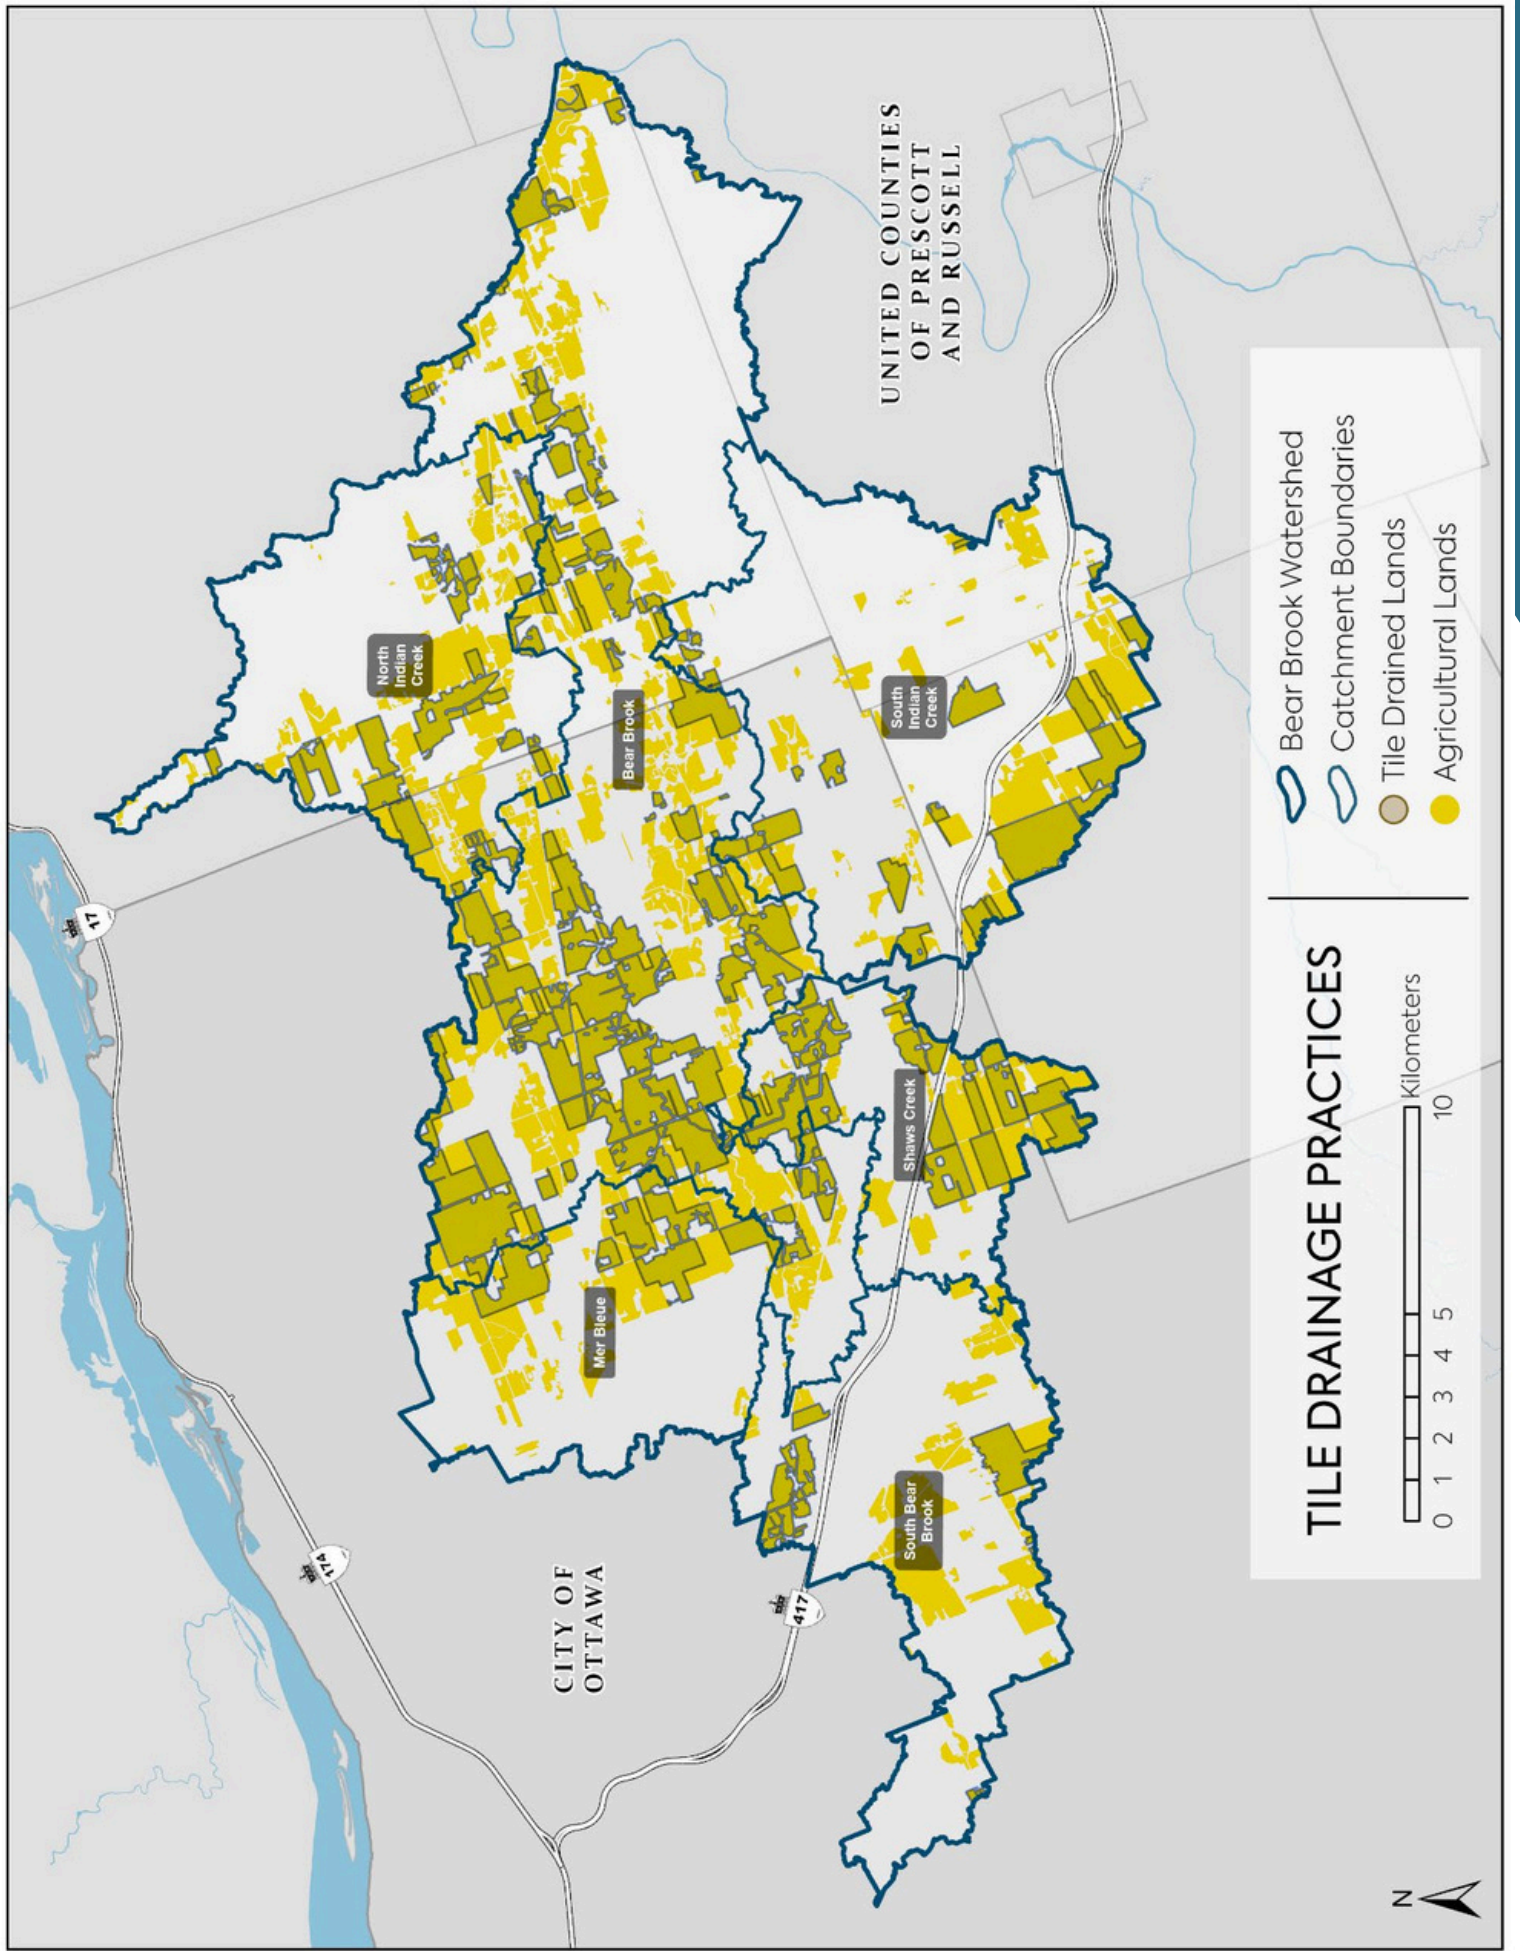 17
174
417
CITY OF
OTTAWA
UNITED COUNTIES
OF PRESCOTT
AND RUSSELL
North
Indian
Creek
Bear Brook
Mer Bleue
South
Indian
Creek
Shaws Creek
South Bear
Brook
N
TILE DRAINAGE PRACTICES
Kilometers
0 1 2 3 4 5 10
Bear Brook Watershed
Catchment Boundaries
Tile Drained Lands
Agricultural Lands